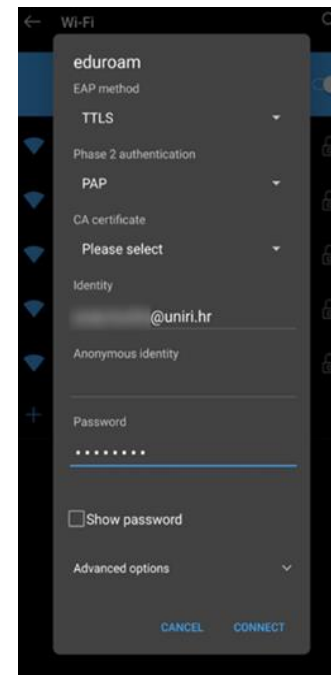 Wi-Fi
eduroam
EAP method
TTLS
Phase 2 authentication
PAP
CA certificate
Please select
Identity
@uniri.hr
Anonymous identity
Password
••••••••
Show password
Advanced options
CANCEL CONNECT